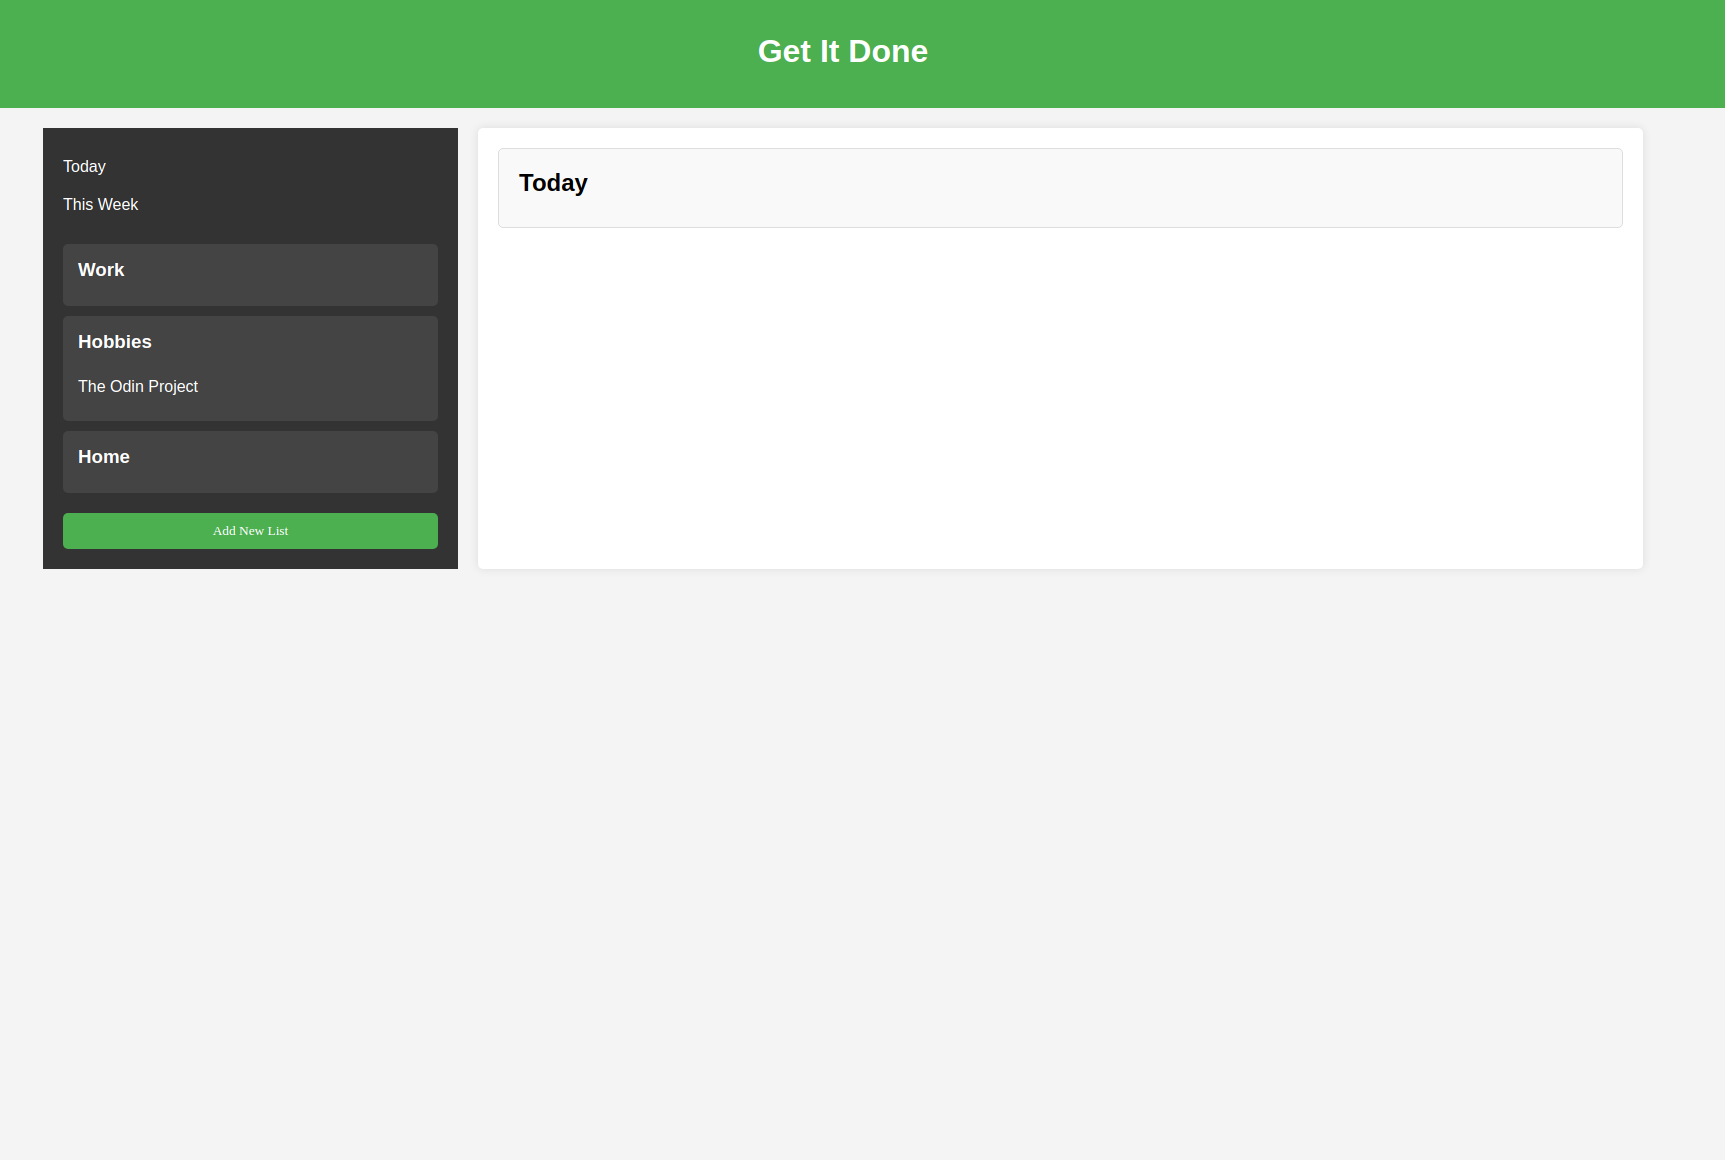 Get It Done
Today
This Week
Work
Hobbies
The Odin Project
Home
Add New List
Today